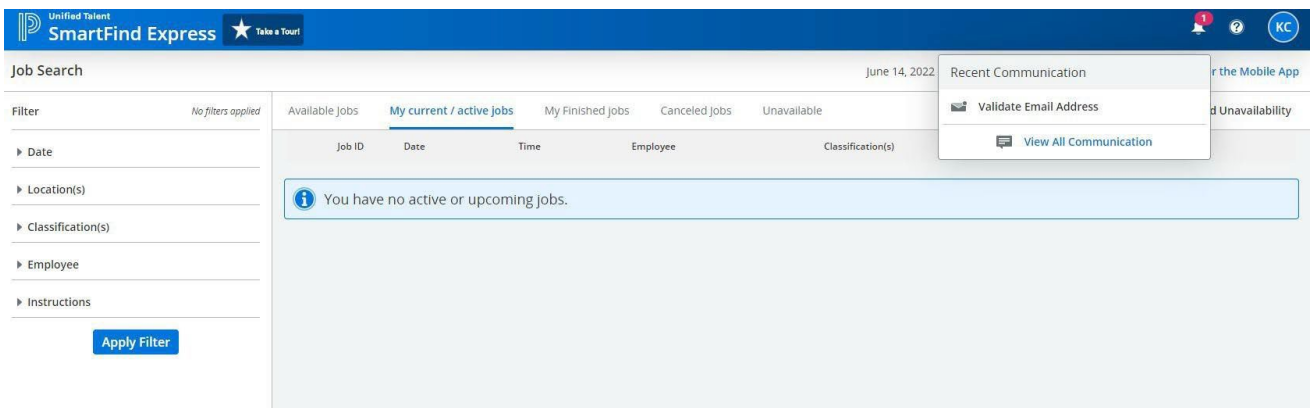 Unified Talent
SmartFind Express
Take a Tour!
1
KC
Job Search
June 14, 2022
r the Mobile App
Recent Communication
Validate Email Address
View All Communication
Filter
No filters applied
Available Jobs
My current / active jobs
My Finished jobs
Canceled Jobs
Unavailable
d Unavailability
Job ID
Date
Time
Employee
Classification(s)
Date
Location(s)
Classification(s)
Employee
Instructions
Apply Filter
You have no active or upcoming jobs.